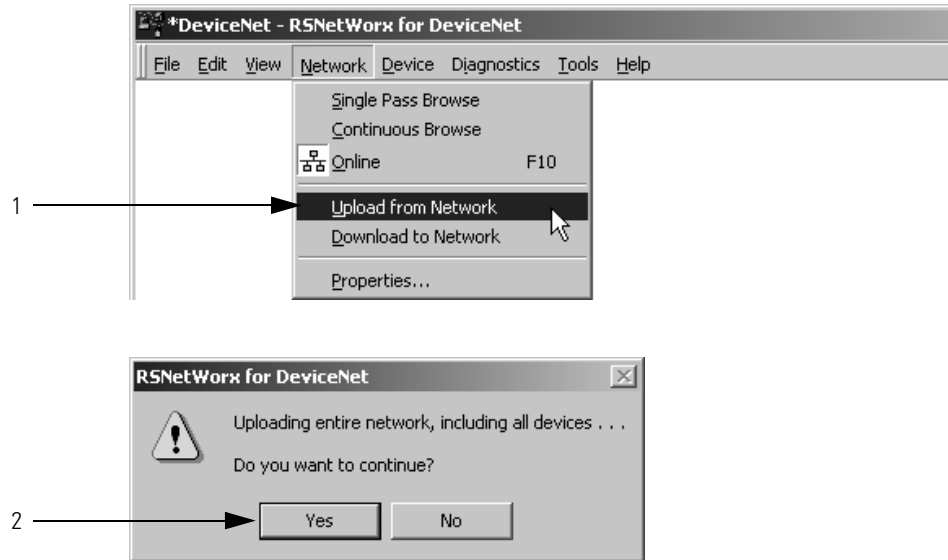 *DeviceNet - RSNetWorx for DeviceNet
File Edit View Network Device Diagnostics Tools Help
Single Pass Browse
Continuous Browse
Online F10
1
Upload from Network
Download to Network
Properties...
RSNetWorx for DeviceNet
Uploading entire network, including all devices . . .
Do you want to continue?
2
Yes No